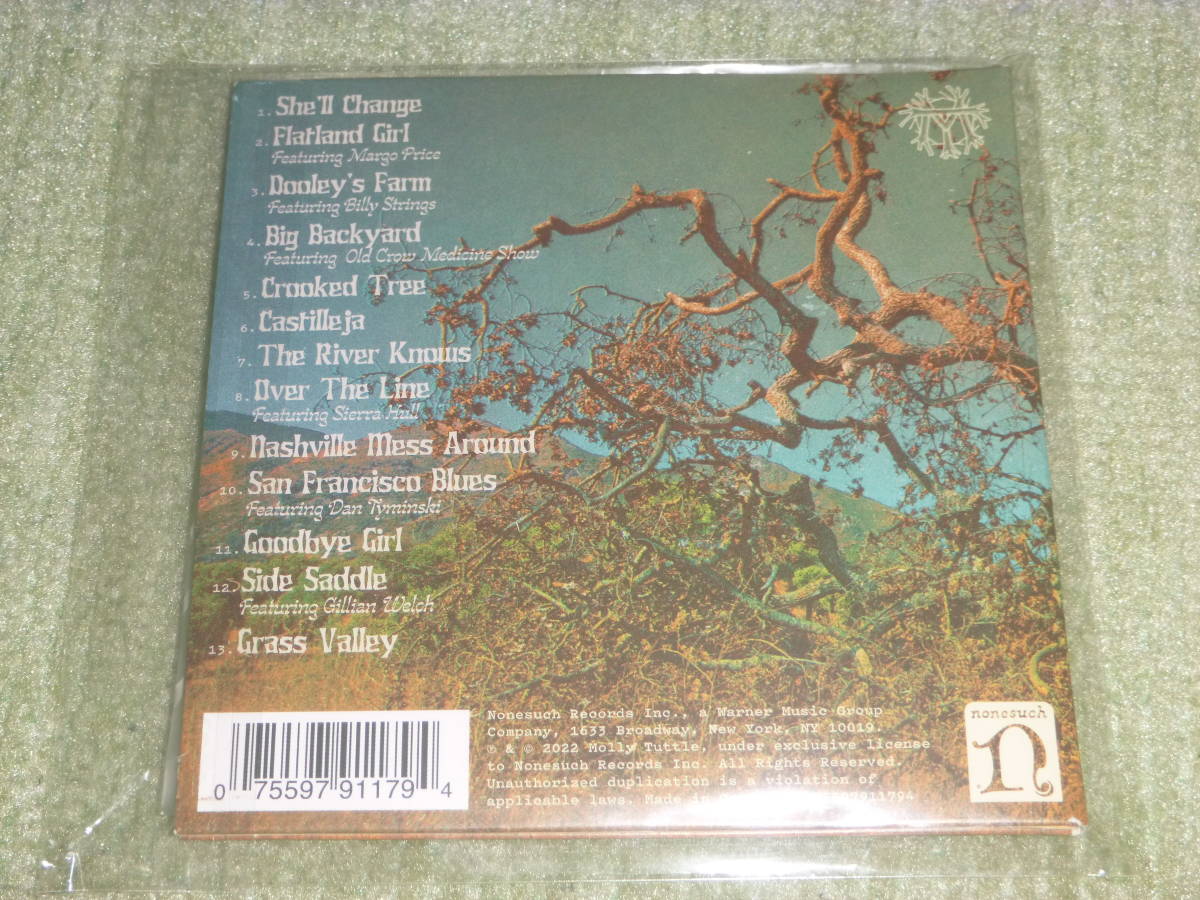 1. She'll Change
2. Flatland Girl
Featuring Margo Price
3. Dooley's Farm
Featuring Billy Strings
4. Big Backyard
Featuring Old Crow Medicine Show
5. Crooked Tree
6. Castilleja
7. The River Knows
8. Over The Line
Featuring Sierra Hull
9. Nashville Mess Around
10. San Francisco Blues
Featuring Dan Tyminski
11. Goodbye Girl
12. Side Saddle
Featuring Gillian Welch
13. Grass Valley
0 75597 91179 4
Nonesuch Records Inc., a Warner Music Group
Company, 1633 Broadway, New York, NY 10019.
℗ & © 2022 Molly Tuttle, under exclusive license
to Nonesuch Records Inc. All Rights Reserved.
Unauthorized duplication is a violation of
applicable laws. Made in
nonesuch
n